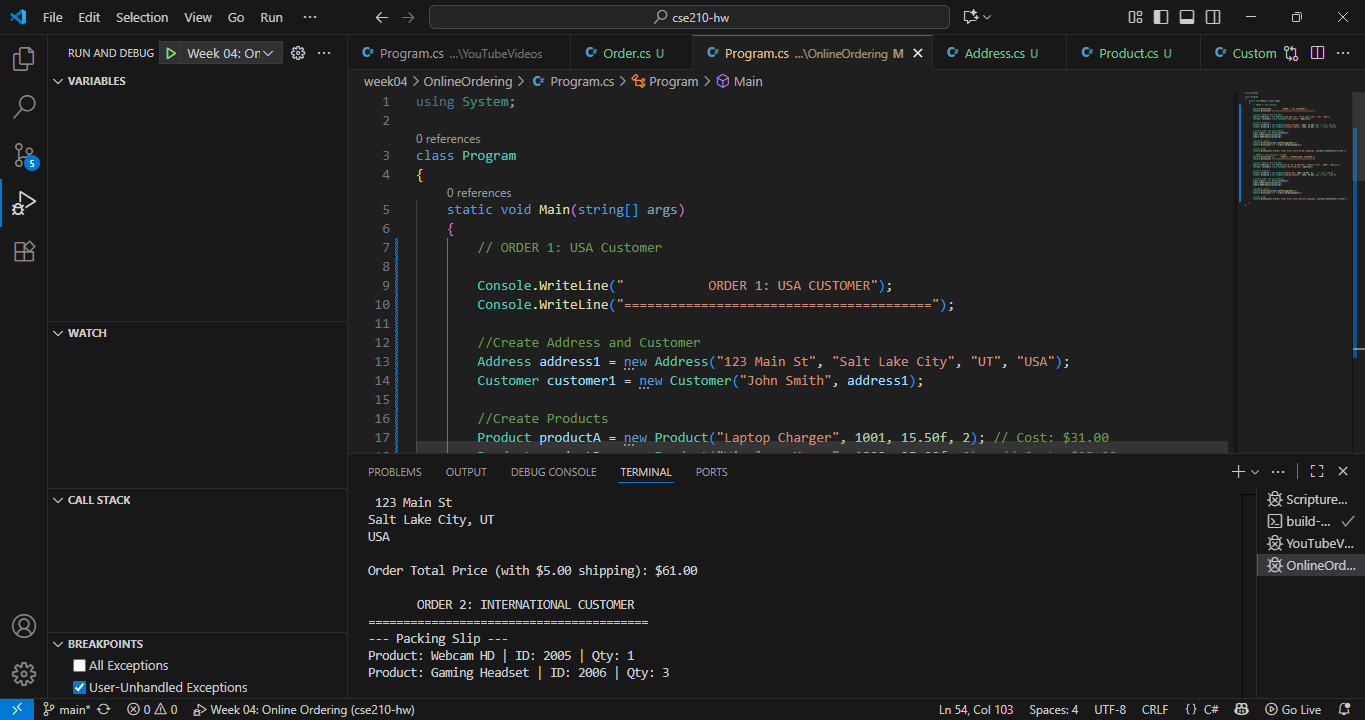 File Edit Selection View Go Run ··· cse210-hw
RUN AND DEBUG Week 04: Or ···
Program.cs ...\YouTubeVideos Order.cs U Program.cs ...\OnlineOrdering M Address.cs U Product.cs U Custom ···
week04 > OnlineOrdering > Program.cs > Program > Main
VARIABLES
WATCH
CALL STACK
BREAKPOINTS
All Exceptions
User-Unhandled Exceptions
5
1 using System;
2
0 references
3 class Program
4 {
0 references
5 static void Main(string[] args)
6 {
7 // ORDER 1: USA Customer
8
9 Console.WriteLine("           ORDER 1: USA CUSTOMER");
10 Console.WriteLine("========================================");
11
12 //Create Address and Customer
13 Address address1 = new Address("123 Main St", "Salt Lake City", "UT", "USA");
14 Customer customer1 = new Customer("John Smith", address1);
15
16 //Create Products
17 Product productA = new Product("Laptop Charger", 1001, 15.50f, 2); // Cost: $31.00
PROBLEMS OUTPUT DEBUG CONSOLE TERMINAL PORTS
123 Main St
Salt Lake City, UT
USA
Order Total Price (with $5.00 shipping): $61.00
ORDER 2: INTERNATIONAL CUSTOMER
========================================
--- Packing Slip ---
Product: Webcam HD | ID: 2005 | Qty: 1
Product: Gaming Headset | ID: 2006 | Qty: 3
Scripture...
build-...
YouTubeV...
OnlineOrd...
main* 0 0 Week 04: Online Ordering (cse210-hw) Ln 54, Col 103 Spaces: 4 UTF-8 CRLF {} C# Go Live